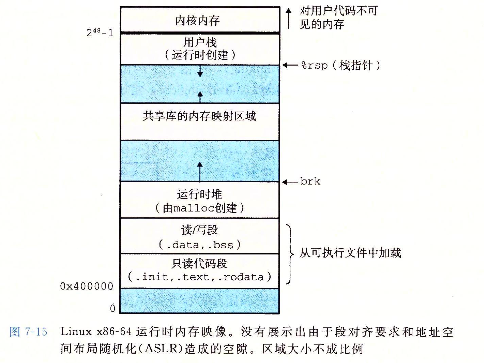 内核内存
对用户代码不可
见的内存
2⁴⁸-1
用户栈
(运行时创建)
%rsp (栈指针)
共享库的内存映射区域
brk
运行时堆
(由malloc创建)
读/写段
(.data,.bss)
从可执行文件中加载
只读代码段
(.init,.text,.rodata)
0x400000
0
图 7-15 Linux x86-64 运行时内存映像。没有展示出由于段对齐要求和地址空
间布局随机化(ASLR)造成的空隙。区域大小不成比例